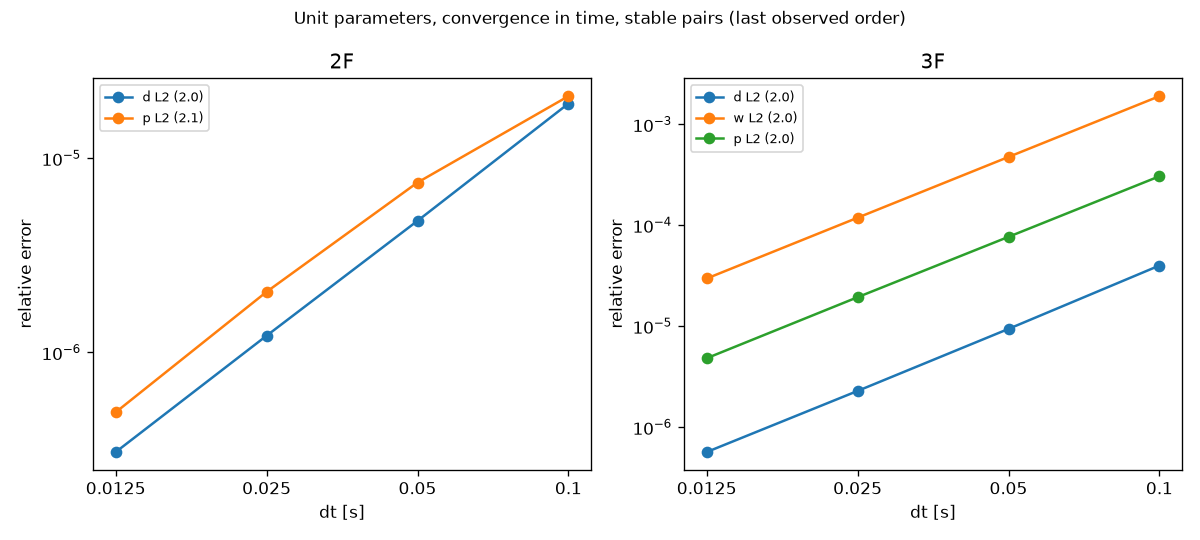 Unit parameters, convergence in time, stable pairs (last observed order)
2F
d L2 (2.0)
p L2 (2.1)
10⁻⁵
10⁻⁶
relative error
0.0125
0.025
0.05
0.1
dt [s]
3F
d L2 (2.0)
w L2 (2.0)
p L2 (2.0)
10⁻³
10⁻⁴
10⁻⁵
10⁻⁶
relative error
0.0125
0.025
0.05
0.1
dt [s]